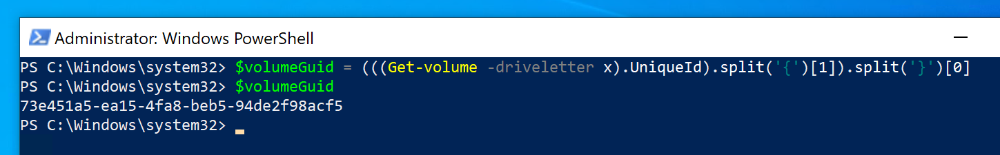 Administrator: Windows PowerShell
PS C:\Windows\system32> $volumeGuid = (((Get-volume -driveletter x).UniqueId).split('{')[1]).split('}')[0]
PS C:\Windows\system32> $volumeGuid
73e451a5-ea15-4fa8-beb5-94de2f98acf5
PS C:\Windows\system32>